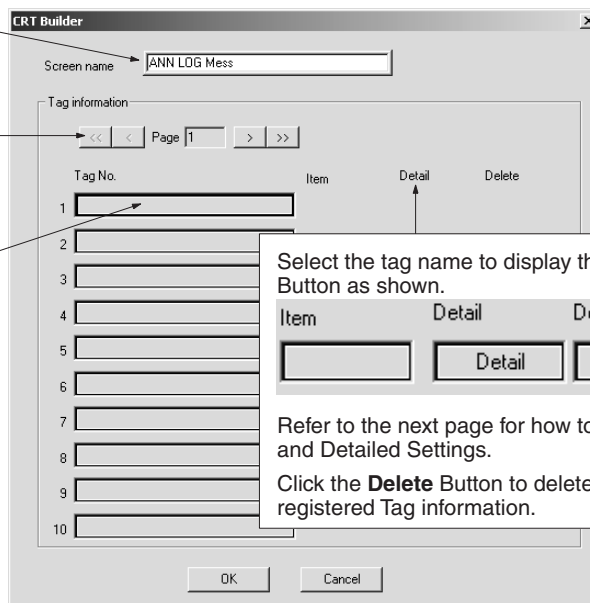 CRT Builder
Screen name ANN LOG Mess
Tag information
<< < Page 1 > >>
Tag No. Item Detail Delete
1
2
3
4
5
6
7
8
9
10
Select the tag name to display
Button as shown.
Item Detail
Detail
Refer to the next page for how to
and Detailed Settings.
Click the Delete Button to delete
registered Tag information.
OK Cancel